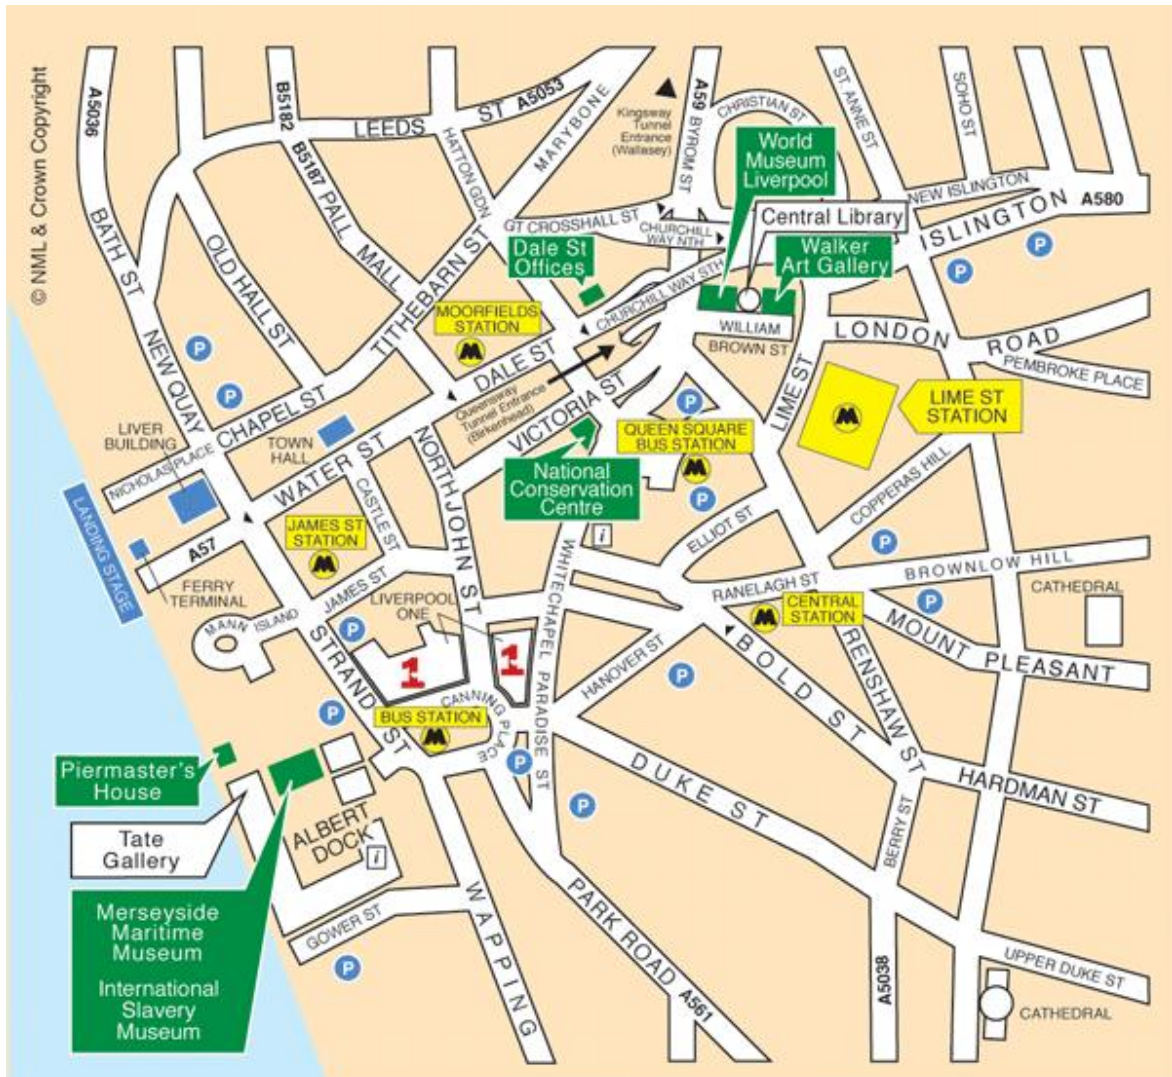 © NML & Crown Copyright
A5036
B5182
LEEDS
ST
A5053
HATTON GDN
MARYBONE
Kingsway
Tunnel
Entrance
(Wallasey)
A59
BYROM ST
CHRISTIAN ST
ST. ANNE ST
SOHO ST
NEW ISLINGTON
ISLINGTON
A580
World
Museum
Liverpool
Central Library
Walker
Art Gallery
GT CROSSHALL ST
CHURCHILL
WAY NTH
Dale St
Offices
CHURCHILL WAY STH
BATH ST
OLD HALL ST
B5187 PALL MALL
TITHEBARN ST
MOORFIELDS
STATION
M
DALE ST
WILLIAM
BROWN ST
LONDON ROAD
PEMBROKE PLACE
LIME ST
LIME ST
STATION
M
NEW QUAY
P
P
P
P
CHAPEL ST
Queensway
Tunnel Entrance
(Birkenhead)
VICTORIA ST
P
QUEEN SQUARE
BUS STATION
M
P
LIVER
BUILDING
TOWN
HALL
NICHOLAS PLACE
WATER ST
NORTH JOHN ST
National
Conservation
Centre
i
COPPERAS HILL
P
LANDING STAGE
A57
JAMES ST
STATION
M
CASTLE ST
ELLIOT ST
WHITECHAPEL
BROWNLOW HILL
RANELAGH ST
CATHEDRAL
FERRY
TERMINAL
JAMES ST
MANN
ISLAND
LIVERPOOL
ONE
P
1
1
CENTRAL
STATION
M
P
MOUNT PLEASANT
STRAND ST
PARADISE ST
HANOVER ST
P
BOLD ST
RENSHAW ST
CANNING PLACE
P
BUS STATION
M
P
P
DUKE ST
HARDMAN ST
BERRY ST
Piermaster's
House
Tate
Gallery
ALBERT
DOCK
i
Merseyside
Maritime
Museum
International
Slavery
Museum
GOWER ST
P
WAPPING
PARK ROAD
A561
A5038
UPPER DUKE ST
CATHEDRAL